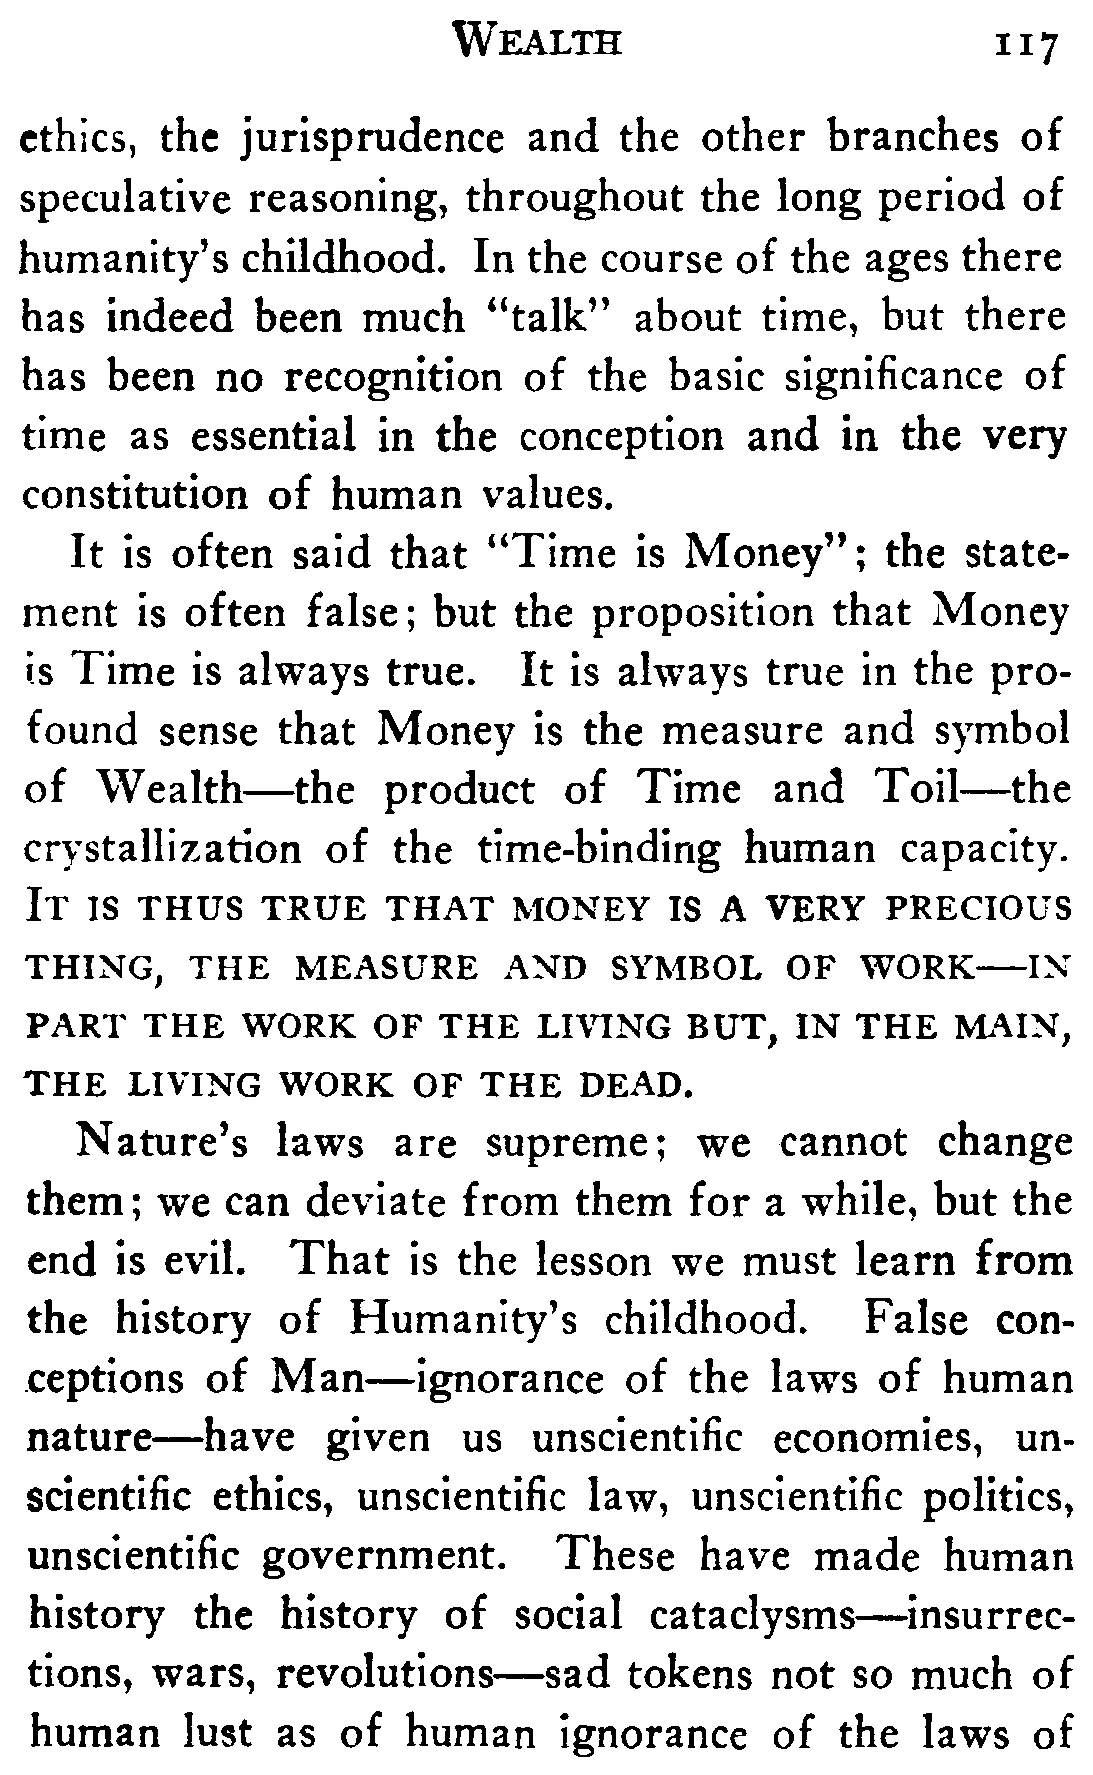 WEALTH 117
ethics, the jurisprudence and the other branches of
speculative reasoning, throughout the long period of
humanity's childhood. In the course of the ages there
has indeed been much "talk" about time, but there
has been no recognition of the basic significance of
time as essential in the conception and in the very
constitution of human values.
It is often said that "Time is Money"; the state-
ment is often false; but the proposition that Money
is Time is always true. It is always true in the pro-
found sense that Money is the measure and symbol
of Wealth—the product of Time and Toil—the
crystallization of the time-binding human capacity.
IT IS THUS TRUE THAT MONEY IS A VERY PRECIOUS
THING, THE MEASURE AND SYMBOL OF WORK—IN
PART THE WORK OF THE LIVING BUT, IN THE MAIN,
THE LIVING WORK OF THE DEAD.
Nature's laws are supreme; we cannot change
them; we can deviate from them for a while, but the
end is evil. That is the lesson we must learn from
the history of Humanity's childhood. False con-
ceptions of Man—ignorance of the laws of human
nature—have given us unscientific economies, un-
scientific ethics, unscientific law, unscientific politics,
unscientific government. These have made human
history the history of social cataclysms—insurrec-
tions, wars, revolutions—sad tokens not so much of
human lust as of human ignorance of the laws of